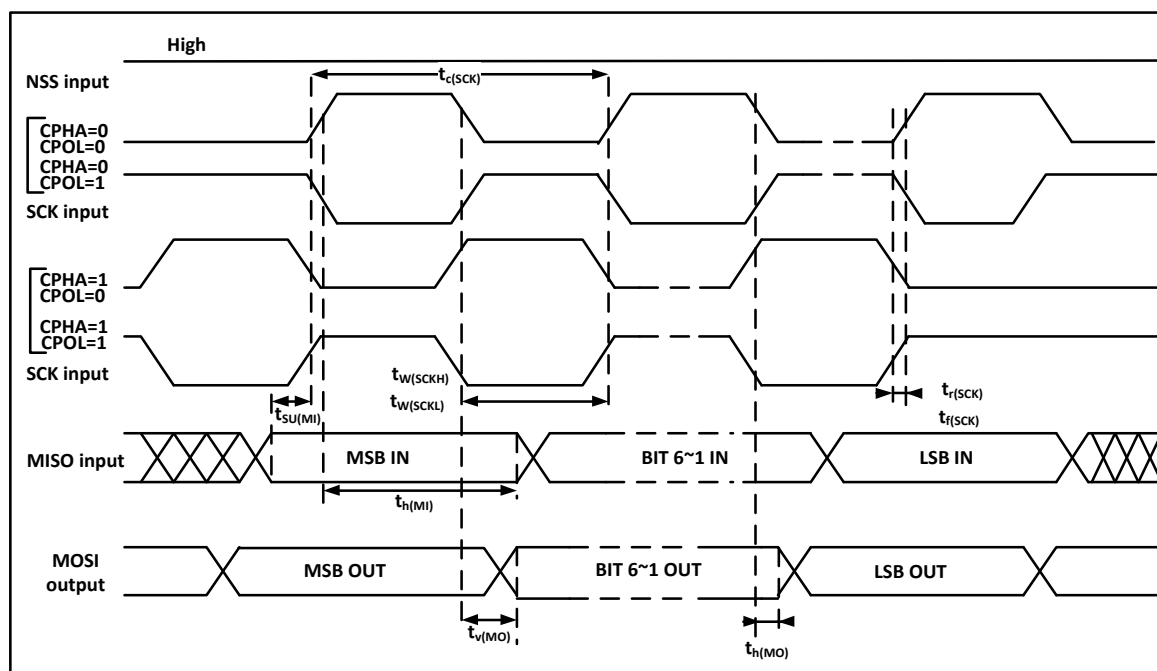 High
NSS input
tc(SCK)
CPHA=0
CPOL=0
CPHA=0
CPOL=1
SCK input
CPHA=1
CPOL=0
CPHA=1
CPOL=1
SCK input
tW(SCKH)
tW(SCKL)
tr(SCK)
tf(SCK)
tSU(MI)
MISO input
MSB IN
BIT 6~1 IN
LSB IN
th(MI)
MOSI
output
MSB OUT
BIT 6~1 OUT
LSB OUT
tv(MO)
th(MO)